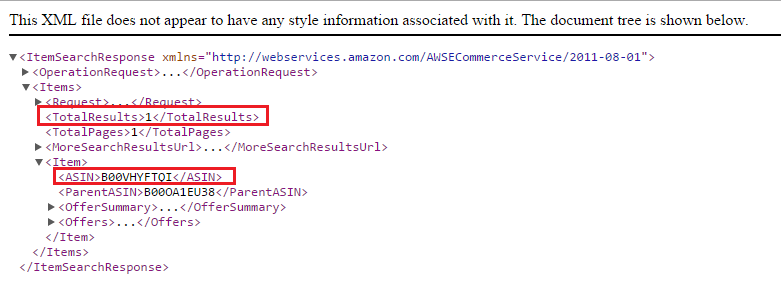 This XML file does not appear to have any style information associated with it. The document tree is shown below.
▼<ItemSearchResponse xmlns="http://webservices.amazon.com/AWSECommerceService/2011-08-01">
▶<OperationRequest>...</OperationRequest>
▼<Items>
▶<Request>...</Request>
<TotalResults>1</TotalResults>
<TotalPages>1</TotalPages>
▶<MoreSearchResultsUrl>...</MoreSearchResultsUrl>
▼<Item>
<ASIN>B00VHYFTQI</ASIN>
<ParentASIN>B00OA1EU38</ParentASIN>
▶<OfferSummary>...</OfferSummary>
▶<Offers>...</Offers>
</Item>
</Items>
</ItemSearchResponse>